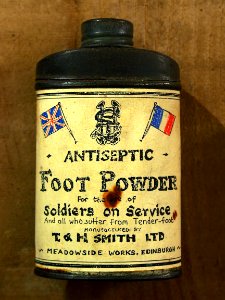 ANTISEPTIC
FOOT POWDER
For the use of
Soldiers on Service
And all who suffer from Tender-feet
MANUFACTURED BY
T & H SMITH LTD
MEADOWSIDE WORKS, EDINBURGH